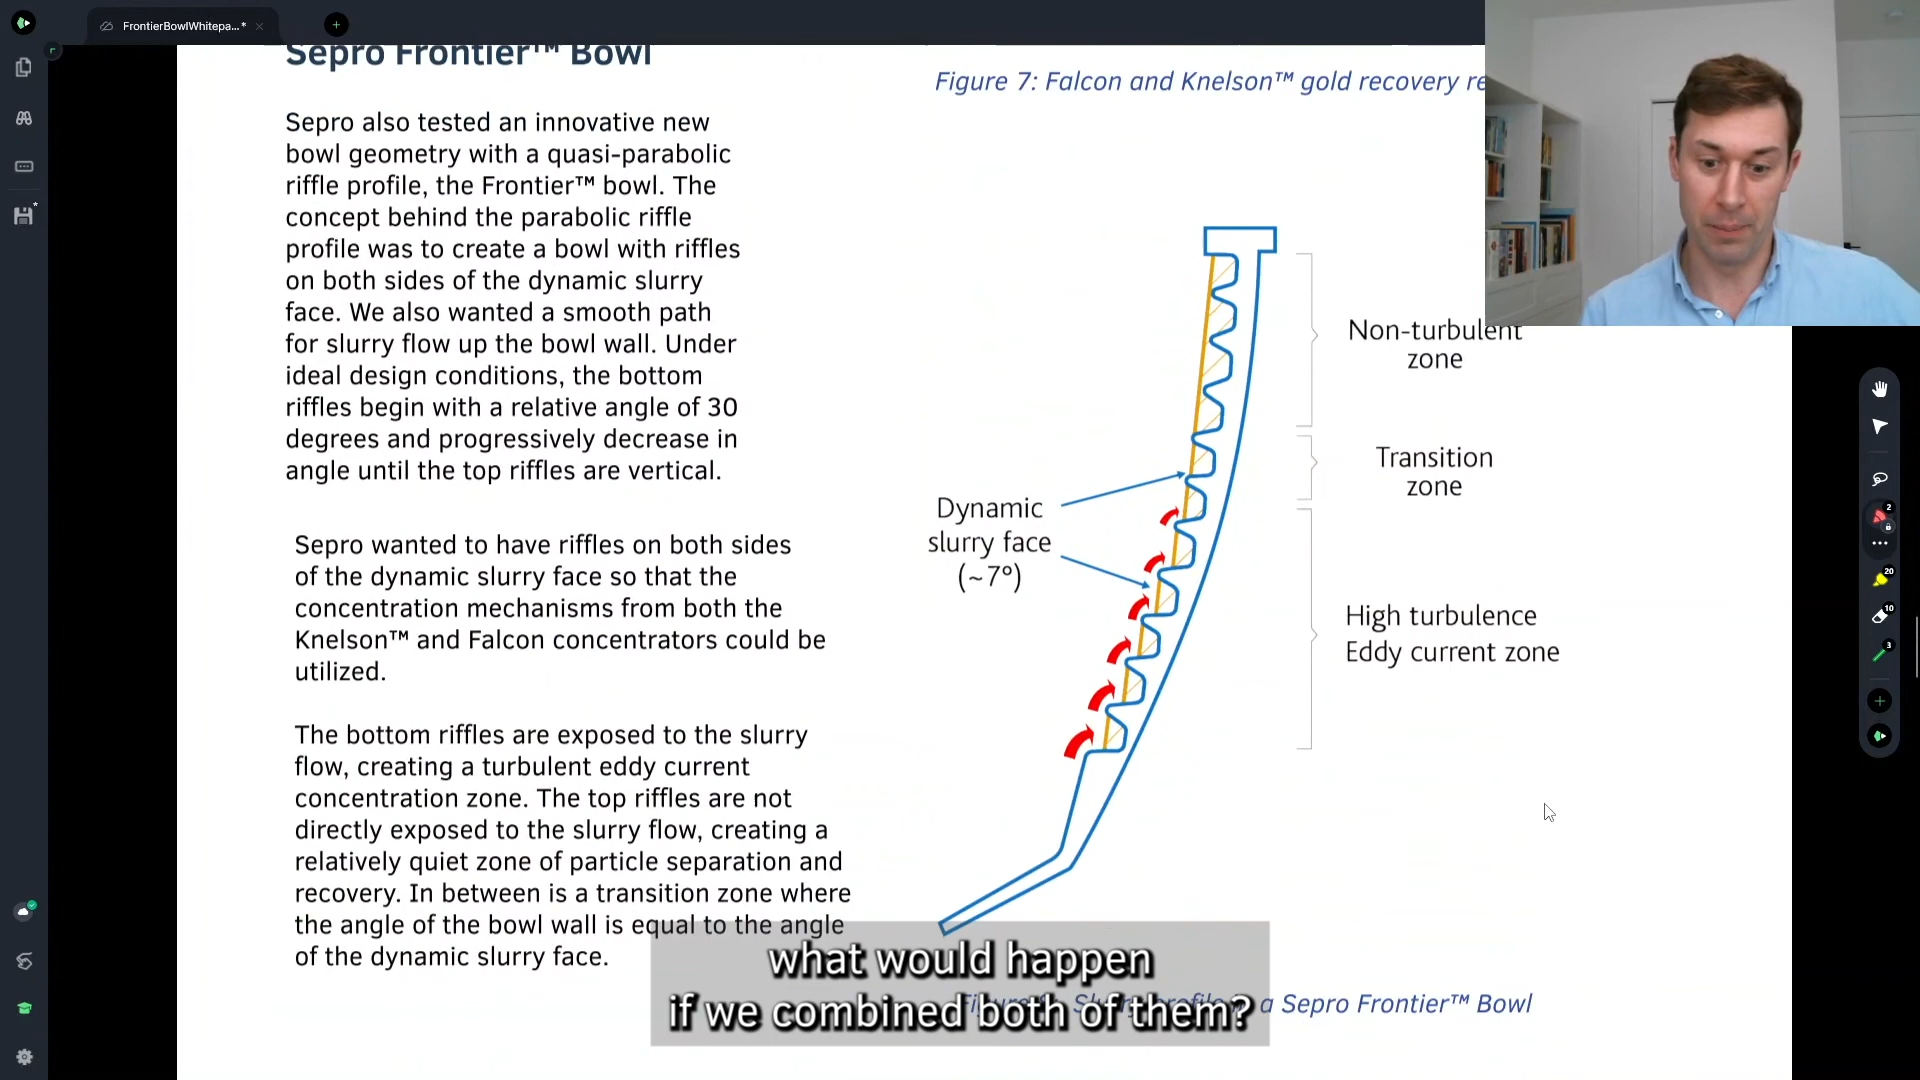 FrontierBowlWhitepa...*
Sepro Frontier™ Bowl
Sepro also tested an innovative new
bowl geometry with a quasi-parabolic
riffle profile, the Frontier™ bowl. The
concept behind the parabolic riffle
profile was to create a bowl with riffles
on both sides of the dynamic slurry
face. We also wanted a smooth path
for slurry flow up the bowl wall. Under
ideal design conditions, the bottom
riffles begin with a relative angle of 30
degrees and progressively decrease in
angle until the top riffles are vertical.
Sepro wanted to have riffles on both sides
of the dynamic slurry face so that the
concentration mechanisms from both the
Knelson™ and Falcon concentrators could be
utilized.
The bottom riffles are exposed to the slurry
flow, creating a turbulent eddy current
concentration zone. The top riffles are not
directly exposed to the slurry flow, creating a
relatively quiet zone of particle separation and
recovery. In between is a transition zone where
the angle of the bowl wall is equal to the angle
of the dynamic slurry face.
Figure 7: Falcon and Knelson™ gold recovery re
Non-turbulent
zone
Transition
zone
Dynamic
slurry face
(~7°)
High turbulence
Eddy current zone
a Sepro Frontier™ Bowl
what would happen
if we combined both of them?
2
20
10
3